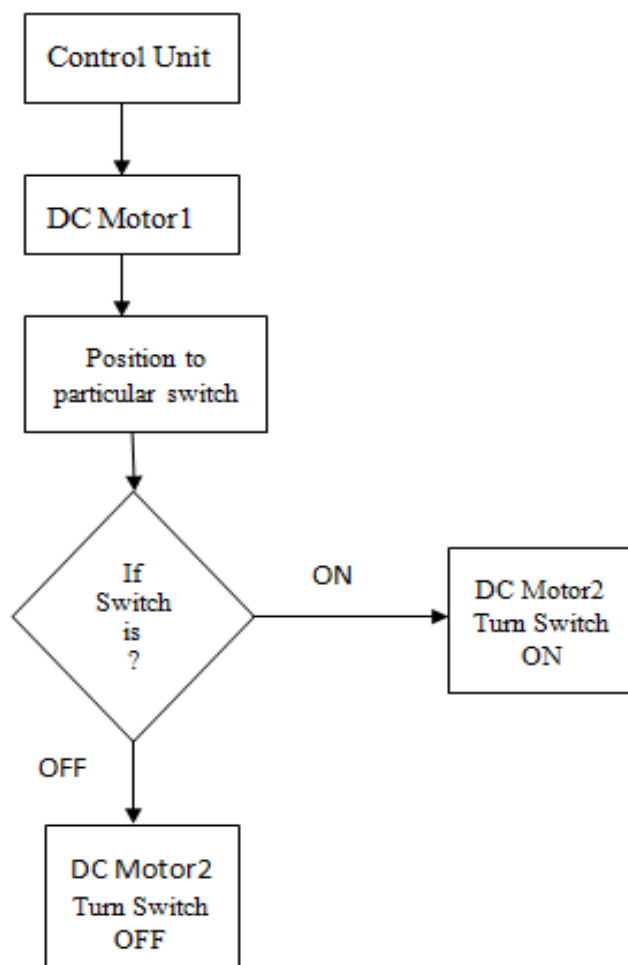 Control Unit
DC Motor1
Position to
particular switch
If
Switch
is
?
ON
DC Motor2
Turn Switch
ON
OFF
DC Motor2
Turn Switch
OFF